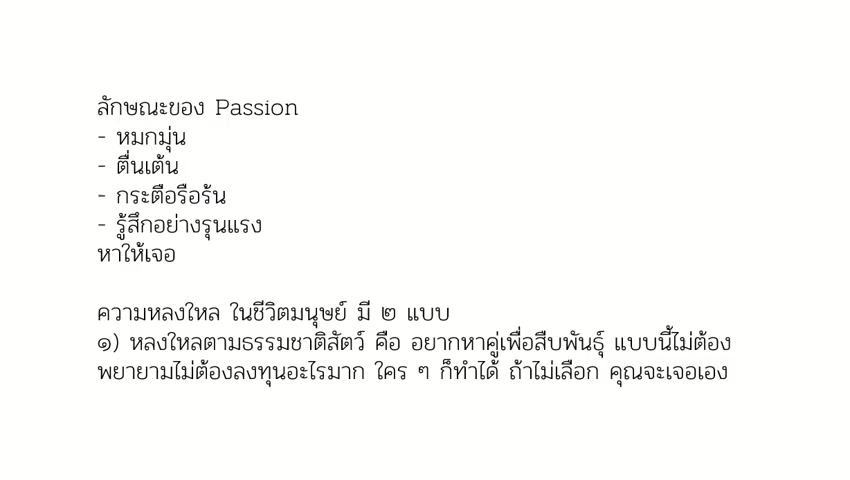 ลักษณะของ Passion
- หมกมุ่น
- ตื่นเต้น
- กระตือรือร้น
- รู้สึกอย่างรุนแรง
หาให้เจอ
ความหลงใหล ในชีวิตมนุษย์ มี ๒ แบบ
๑) หลงใหลตามธรรมชาติสัตว์ คือ อยากหาคู่เพื่อสืบพันธุ์ แบบนี้ไม่ต้อง
พยายามไม่ต้องลงทุนอะไรมาก ใคร ๆ ก็ทำได้ ถ้าไม่เลือก คุณจะเจอเอง